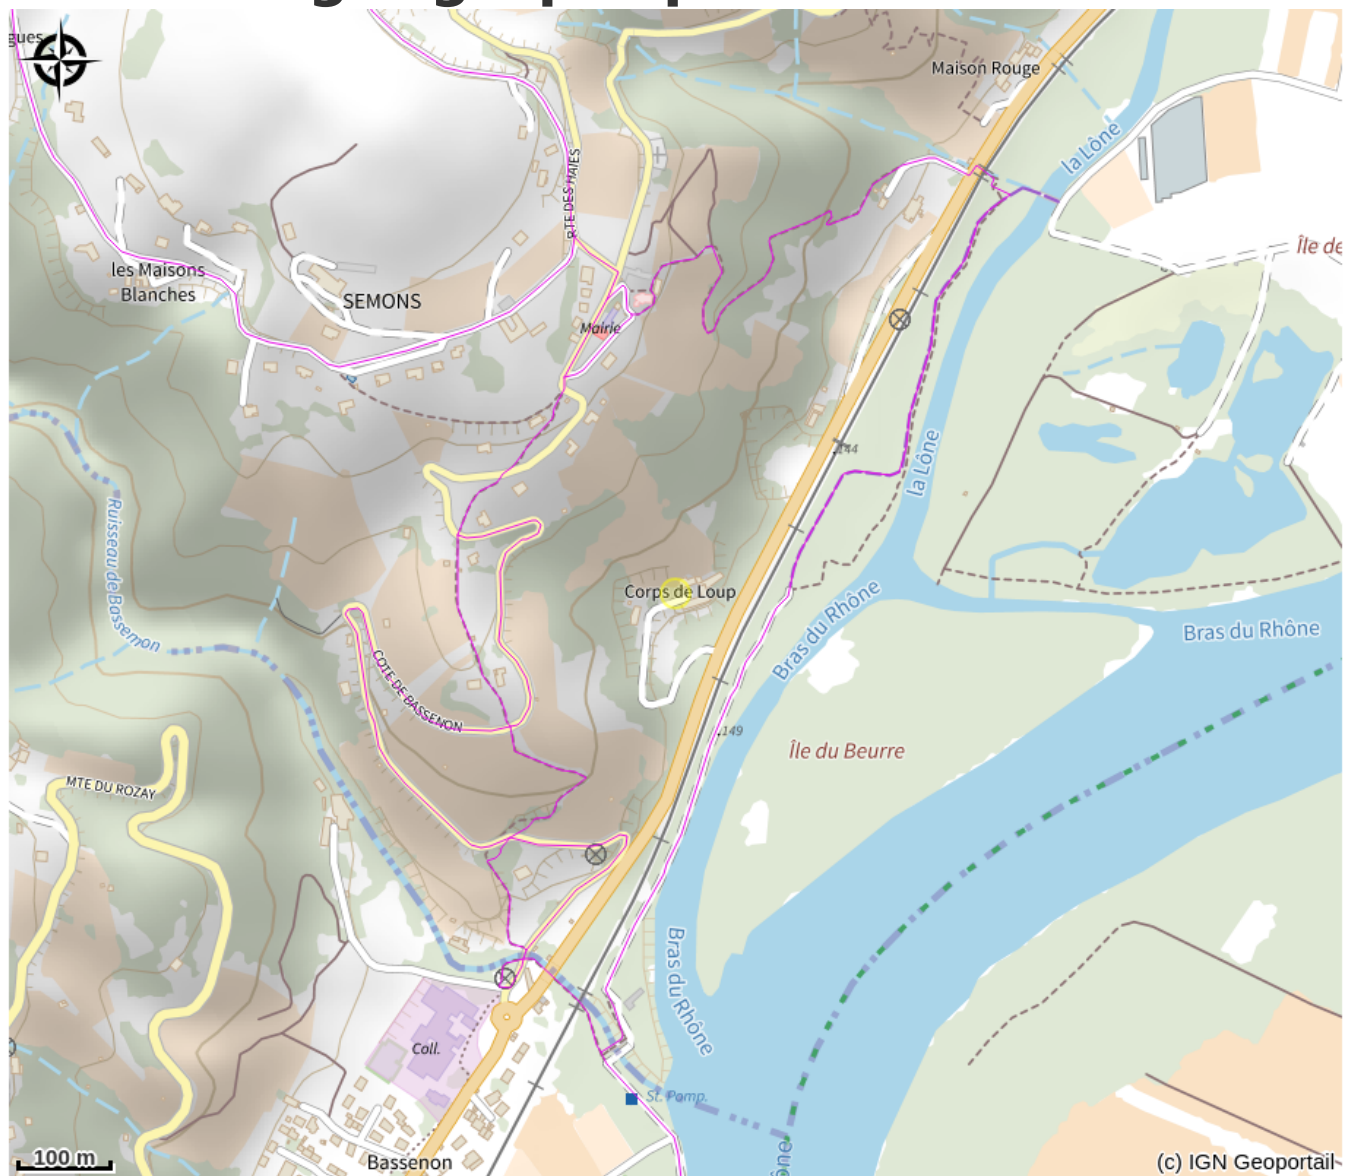 gues
Maison Rouge
la Lône
RTE DES HAIES
Île de
les Maisons
Blanches
SEMONS
Mairie
144
la Lône
Ruisseau de Bassenon
Corps de Loup
Bras du Rhône
Bras du Rhône
COTE DE BASSENON
149
Île du Beurre
MTE DU ROZAY
Bras du Rhône
Coll.
St. Pomp.
Bassenon
ône
100 m
(c) IGN Geoportail